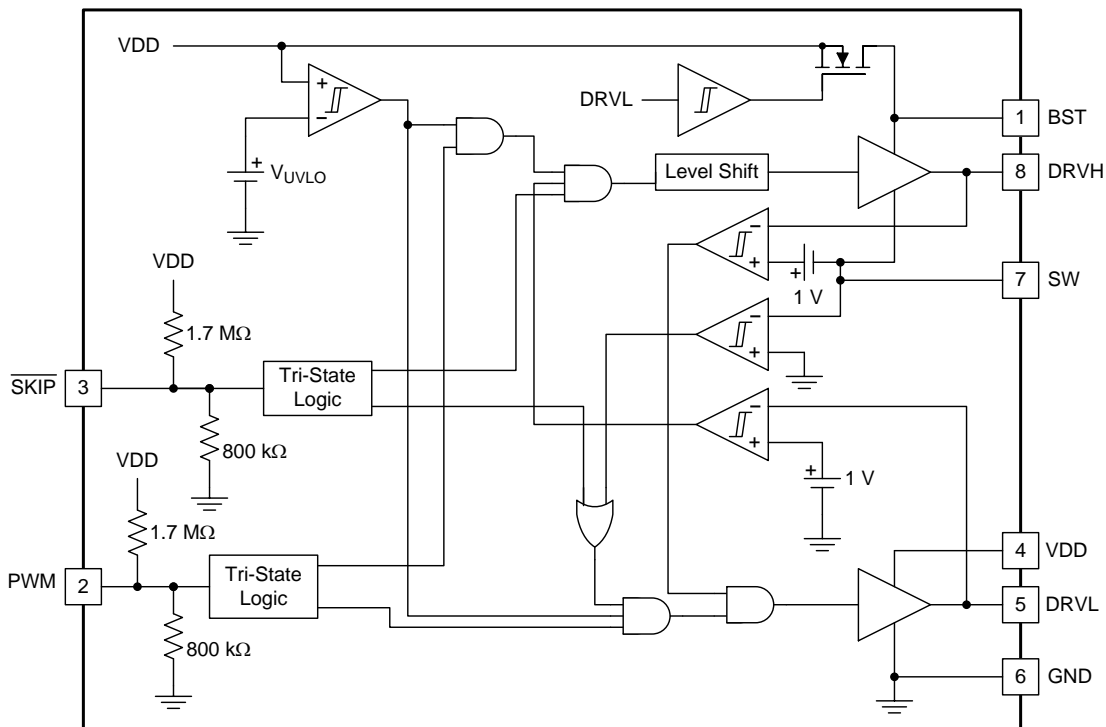 VDD
DRVL
1 BST
+
−
+
VUVLO
Level Shift
8 DRVH
−
+
+
1 V
7 SW
VDD
1.7 MΩ
−
+
SKIP 3
Tri-State
Logic
800 kΩ
−
+
+
1 V
VDD
1.7 MΩ
4 VDD
PWM 2
Tri-State
Logic
5 DRVL
800 kΩ
6 GND